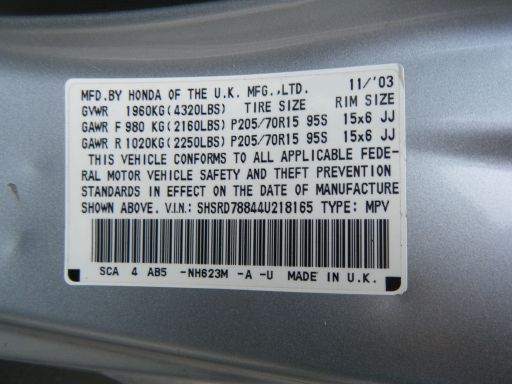 MFD.BY HONDA OF THE U.K. MFG.,LTD. 11/'03
GVWR 1960KG(4320LBS) TIRE SIZE RIM SIZE
GAWR F 980 KG(2160LBS) P205/70R15 95S 15x6 JJ
GAWR R 1020KG(2250LBS) P205/70R15 95S 15x6 JJ
THIS VEHICLE CONFORMS TO ALL APPLICABLE FEDE-
RAL MOTOR VEHICLE SAFETY AND THEFT PREVENTION
STANDARDS IN EFFECT ON THE DATE OF MANUFACTURE
SHOWN ABOVE. V.I.N.: SHSRD78844U218165 TYPE: MPV
SCA 4 AB5 -NH623M -A -U MADE IN U.K.